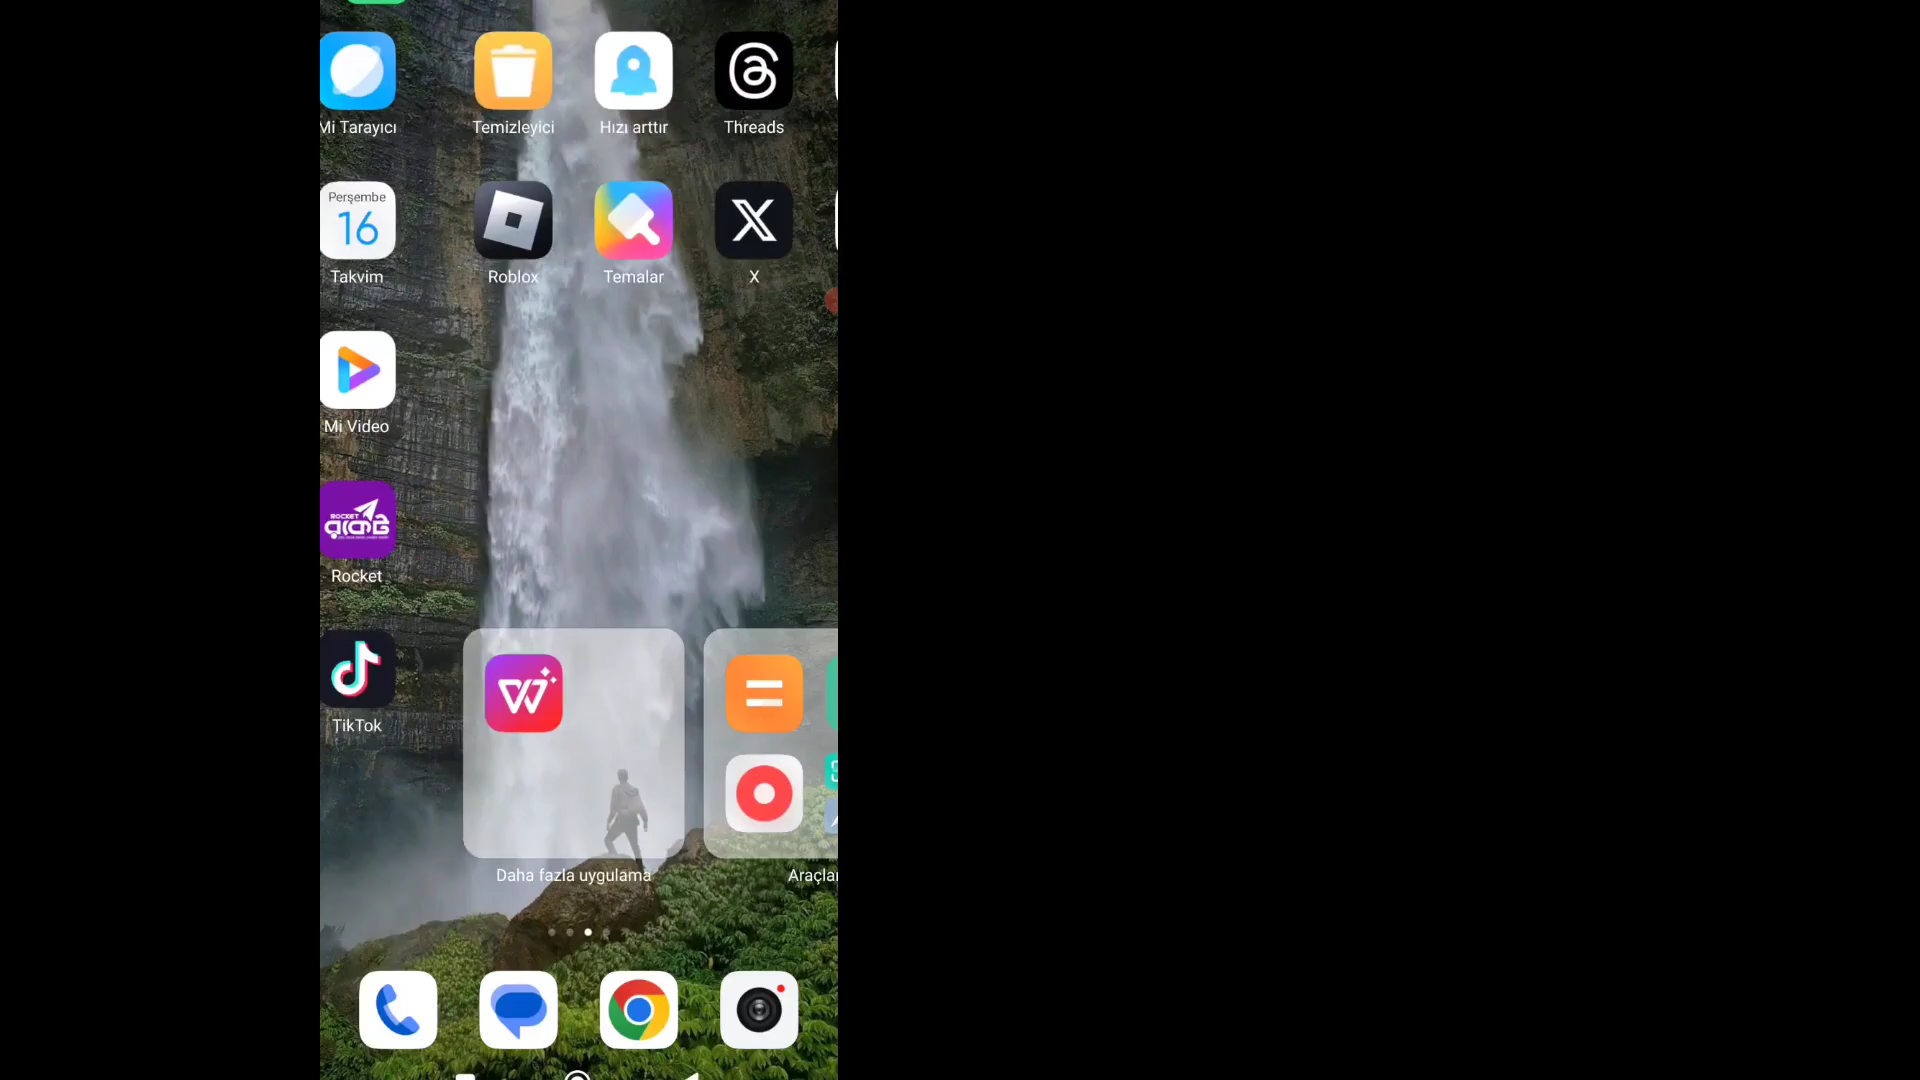 Mi Tarayıcı
Temizleyici
Hızı arttır
Threads
Perşembe
16
Takvim
Roblox
Temalar
X
Mi Video
ROCKET
রকেট
Rocket
TikTok
Daha fazla uygulama
Araçlar